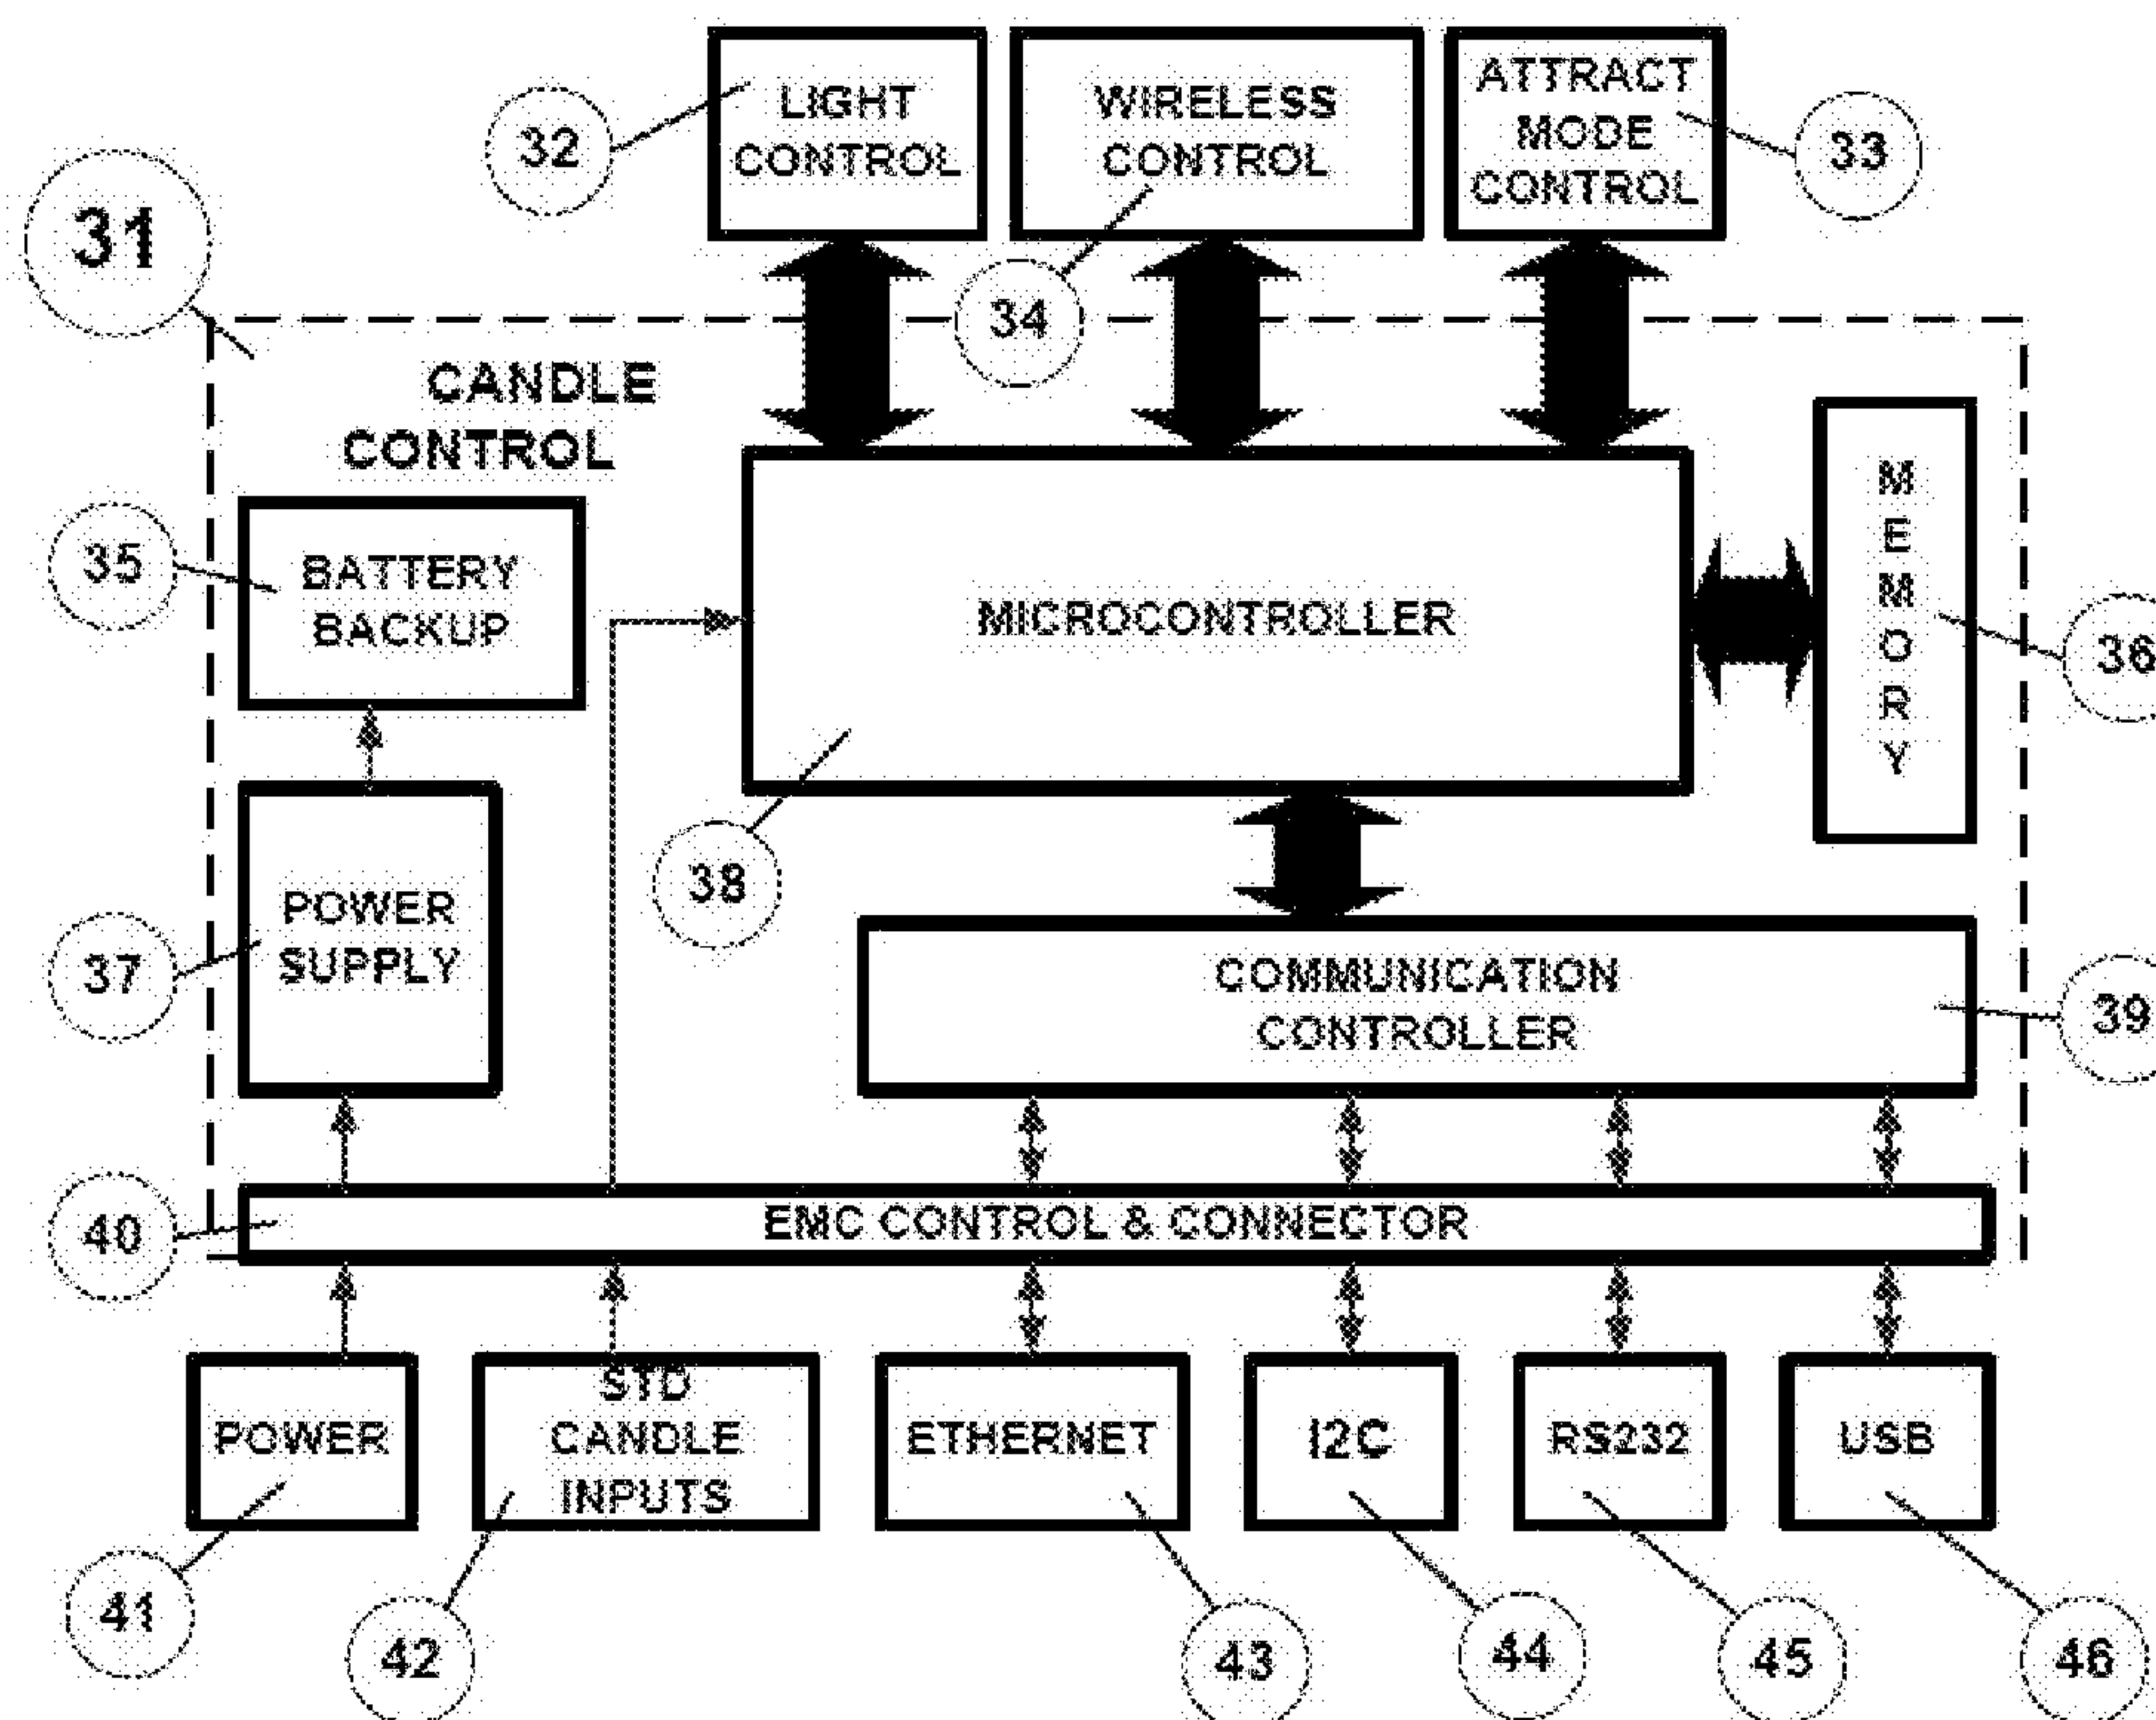 LIGHT
CONTROL
WIRELESS
CONTROL
ATTRACT
MODE
CONTROL
32
33
31
34
CANDLE
CONTROL
35
BATTERY
BACKUP
MICROCONTROLLER
MEMORY
36
38
37
POWER
SUPPLY
COMMUNICATION
CONTROLLER
39
40
EMC CONTROL & CONNECTOR
POWER
STD
CANDLE
INPUTS
ETHERNET
I2C
RS232
USB
41
42
43
44
45
46